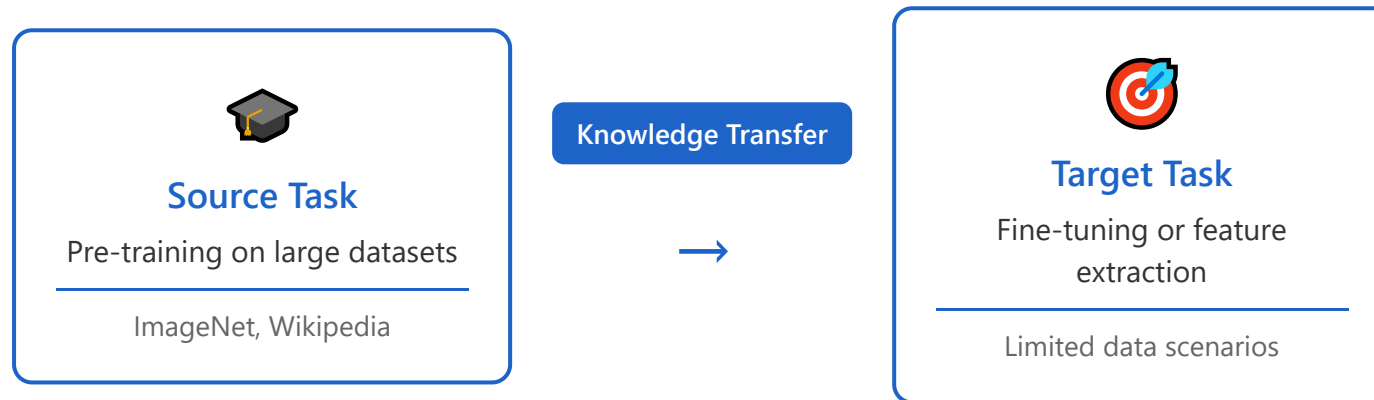 Source Task
Pre-training on large datasets
ImageNet, Wikipedia
Knowledge Transfer
→
Target Task
Fine-tuning or feature
extraction
Limited data scenarios